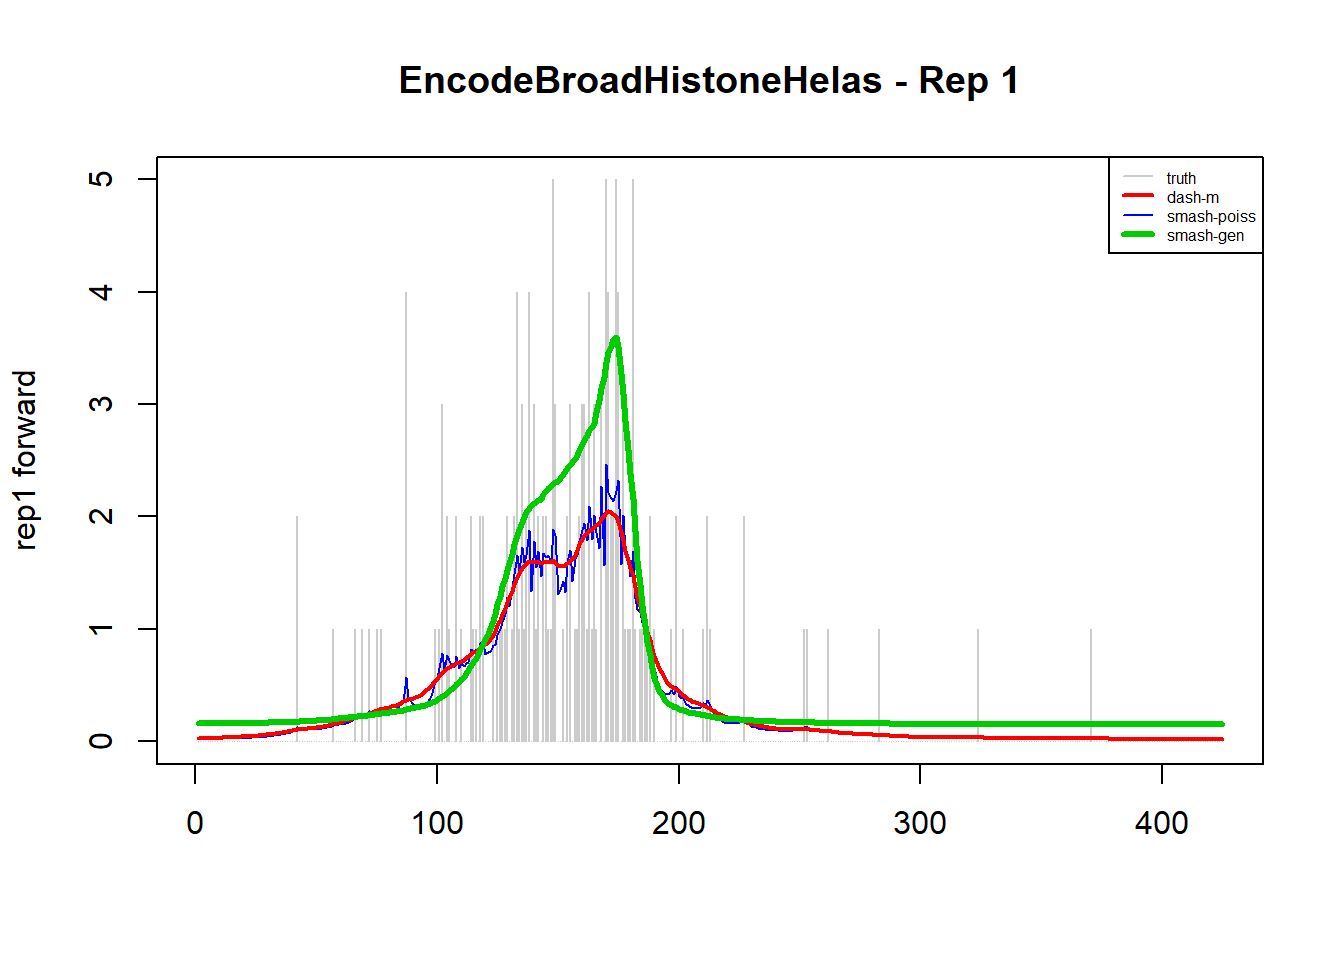 EncodeBroadHistoneHelas - Rep 1
truth
dash-m
smash-poiss
smash-gen
rep1 forward
5
4
3
2
1
0
0 100 200 300 400